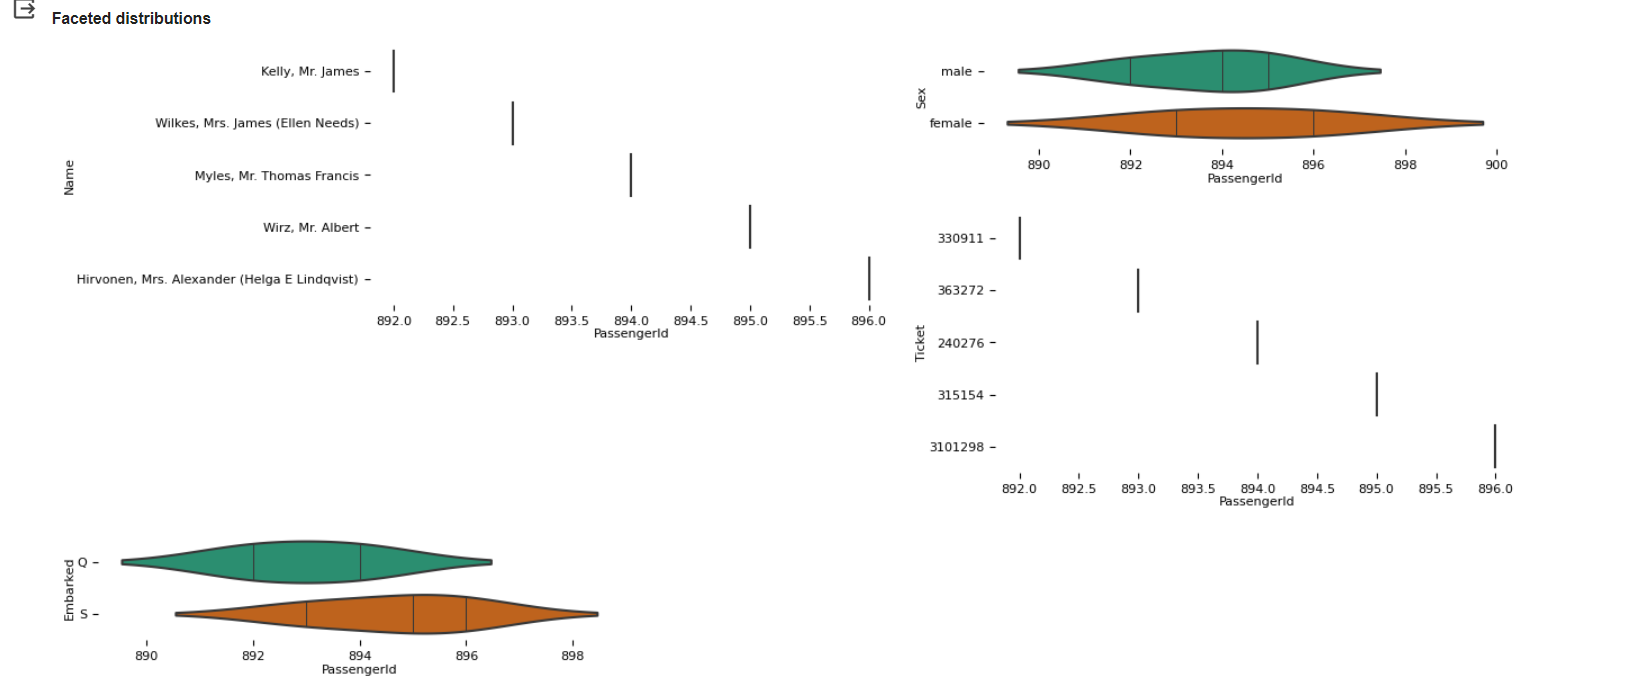 Faceted distributions
Name
Kelly, Mr. James
Wilkes, Mrs. James (Ellen Needs)
Myles, Mr. Thomas Francis
Wirz, Mr. Albert
Hirvonen, Mrs. Alexander (Helga E Lindqvist)
892.0 892.5 893.0 893.5 894.0 894.5 895.0 895.5 896.0
PassengerId
Sex
male
female
890 892 894 896 898 900
PassengerId
Ticket
330911
363272
240276
315154
3101298
892.0 892.5 893.0 893.5 894.0 894.5 895.0 895.5 896.0
PassengerId
Embarked
Q
S
890 892 894 896 898
PassengerId